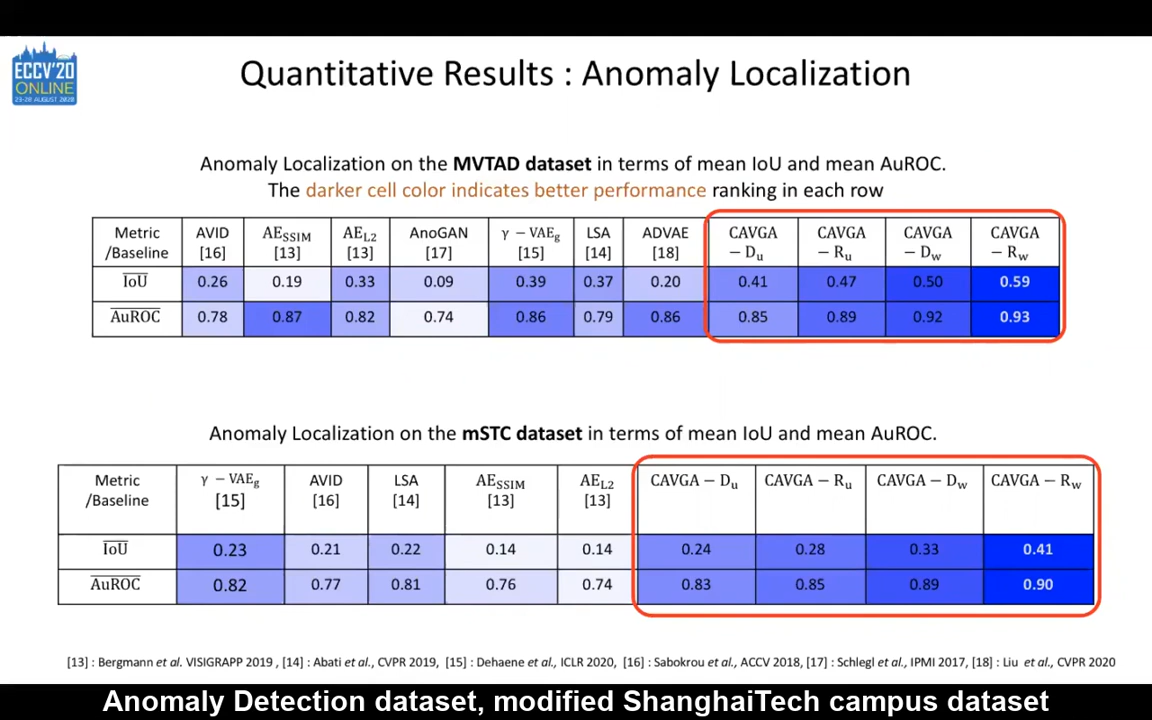 ECCV'20
ONLINE
23-28 AUGUST 2020
Quantitative Results : Anomaly Localization
Anomaly Localization on the MVTAD dataset in terms of mean IoU and mean AuROC.
The darker cell color indicates better performance ranking in each row
Metric /Baseline AVID [16] AE_SSIM [13] AE_L2 [13] AnoGAN [17] γ − VAE_g [15] LSA [14] ADVAE [18] CAVGA − D_u CAVGA − R_u CAVGA − D_w CAVGA − R_w
IoU 0.26 0.19 0.33 0.09 0.39 0.37 0.20 0.41 0.47 0.50 0.59
AuROC 0.78 0.87 0.82 0.74 0.86 0.79 0.86 0.85 0.89 0.92 0.93
Anomaly Localization on the mSTC dataset in terms of mean IoU and mean AuROC.
Metric /Baseline γ − VAE_g [15] AVID [16] LSA [14] AE_SSIM [13] AE_L2 [13] CAVGA − D_u CAVGA − R_u CAVGA − D_w CAVGA − R_w
IoU 0.23 0.21 0.22 0.14 0.14 0.24 0.28 0.33 0.41
AuROC 0.82 0.77 0.81 0.76 0.74 0.83 0.85 0.89 0.90
[13] : Bergmann et al. VISIGRAPP 2019 , [14] : Abati et al., CVPR 2019, [15] : Dehaene et al., ICLR 2020, [16] : Sabokrou et al., ACCV 2018, [17] : Schlegl et al., IPMI 2017, [18] : Liu et al., CVPR 2020
Anomaly Detection dataset, modified ShanghaiTech campus dataset